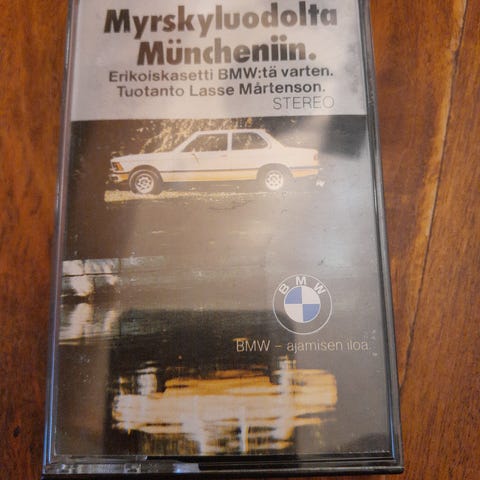 Myrskyluodolta
Müncheniin.
Erikoiskasetti BMW:tä varten.
Tuotanto Lasse Mårtenson.
STEREO
BMW
BMW – ajamisen iloa.